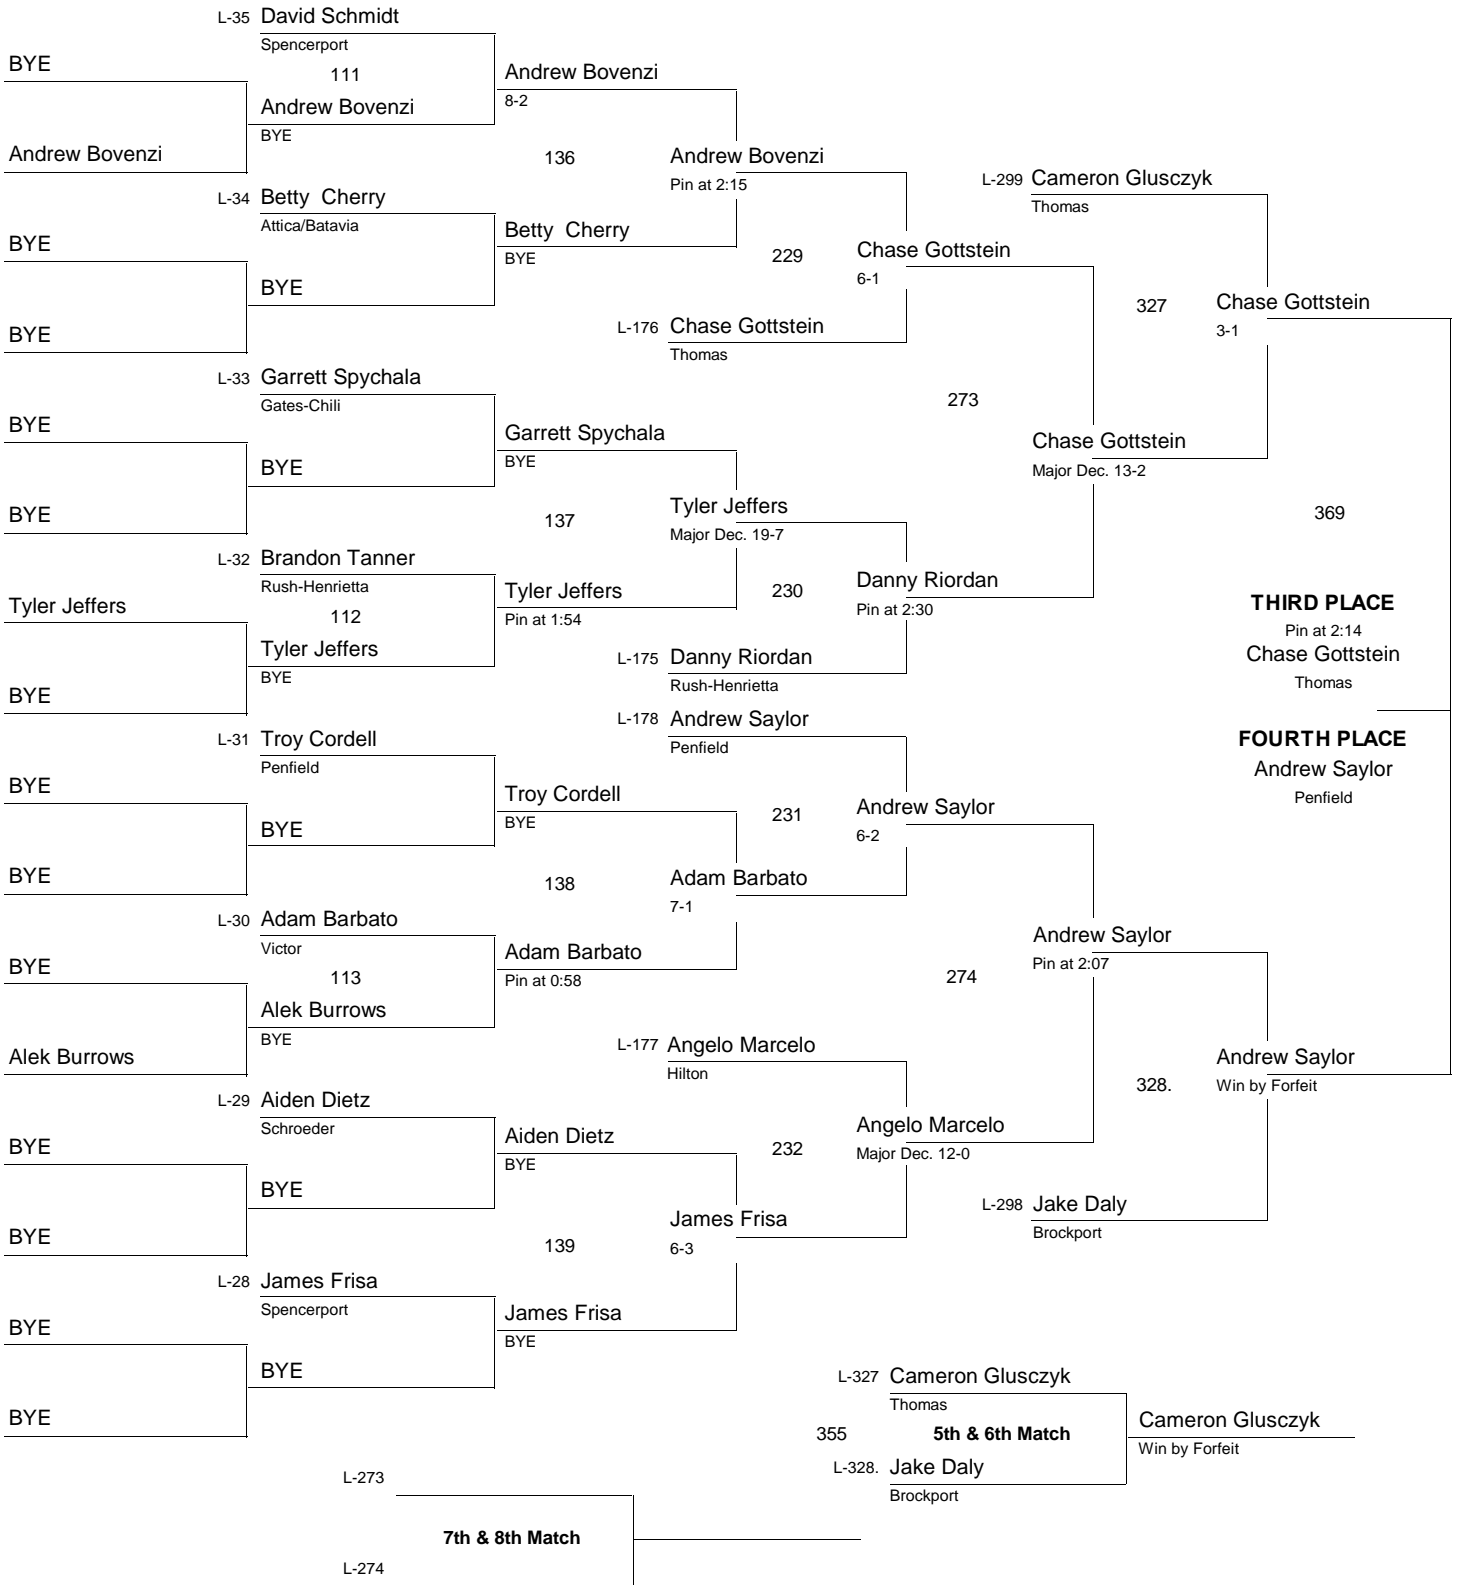 L-35 David Schmidt
Spencerport
BYE
111
Andrew Bovenzi
8-2
Andrew Bovenzi
BYE
Andrew Bovenzi
136
Andrew Bovenzi
Pin at 2:15
L-299 Cameron Glusczyk
Thomas
L-34 Betty Cherry
Attica/Batavia
BYE
Betty Cherry
BYE
229
Chase Gottstein
6-1
BYE
327
Chase Gottstein
3-1
BYE
L-176 Chase Gottstein
Thomas
L-33 Garrett Spychala
Gates-Chili
BYE
273
Garrett Spychala
BYE
BYE
Chase Gottstein
Major Dec. 13-2
BYE
137
Tyler Jeffers
Major Dec. 19-7
369
L-32 Brandon Tanner
Rush-Henrietta
Tyler Jeffers
112
Tyler Jeffers
Pin at 1:54
230
Danny Riordan
Pin at 2:30
THIRD PLACE
Pin at 2:14
Chase Gottstein
Thomas
Tyler Jeffers
BYE
L-175 Danny Riordan
Rush-Henrietta
BYE
L-178 Andrew Saylor
Penfield
L-31 Troy Cordell
Penfield
FOURTH PLACE
Andrew Saylor
Penfield
BYE
Troy Cordell
BYE
231
Andrew Saylor
6-2
BYE
BYE
138
Adam Barbato
7-1
L-30 Adam Barbato
Victor
BYE
113
Adam Barbato
Pin at 0:58
274
Andrew Saylor
Pin at 2:07
Alek Burrows
BYE
Alek Burrows
L-177 Angelo Marcelo
Hilton
328.
Andrew Saylor
Win by Forfeit
L-29 Aiden Dietz
Schroeder
BYE
Aiden Dietz
BYE
232
Angelo Marcelo
Major Dec. 12-0
BYE
L-298 Jake Daly
Brockport
BYE
139
James Frisa
6-3
L-28 James Frisa
Spencerport
BYE
James Frisa
BYE
BYE
BYE
L-327 Cameron Glusczyk
Thomas
355
5th & 6th Match
Cameron Glusczyk
Win by Forfeit
L-328. Jake Daly
Brockport
L-273
7th & 8th Match
L-274